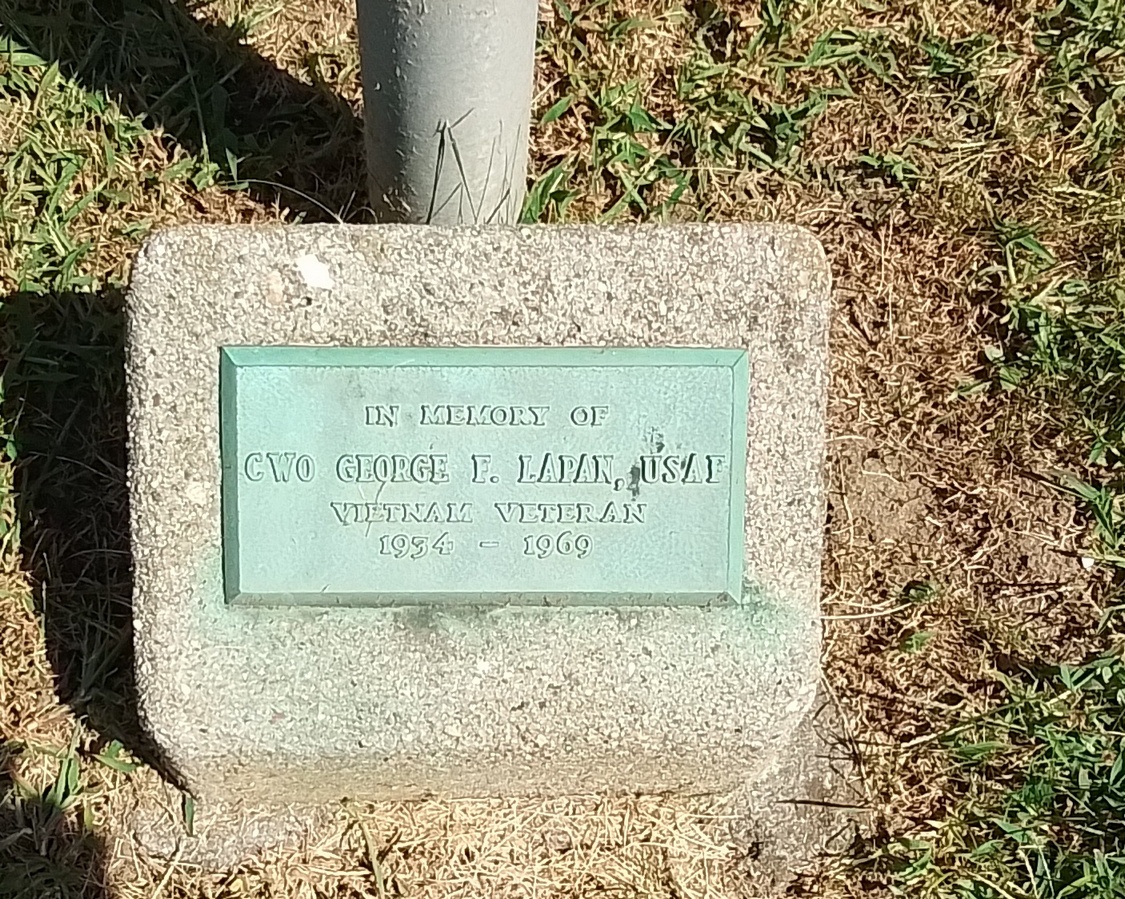 IN MEMORY OF
CWO GEORGE F. LAPAN, USAF
VIETNAM VETERAN
1934 - 1969